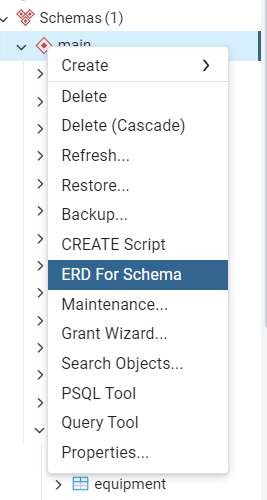 Schemas (1)
main
Create
Delete
Delete (Cascade)
Refresh...
Restore...
Backup...
CREATE Script
ERD For Schema
Maintenance...
Grant Wizard...
Search Objects...
PSQL Tool
Query Tool
Properties...
equipment